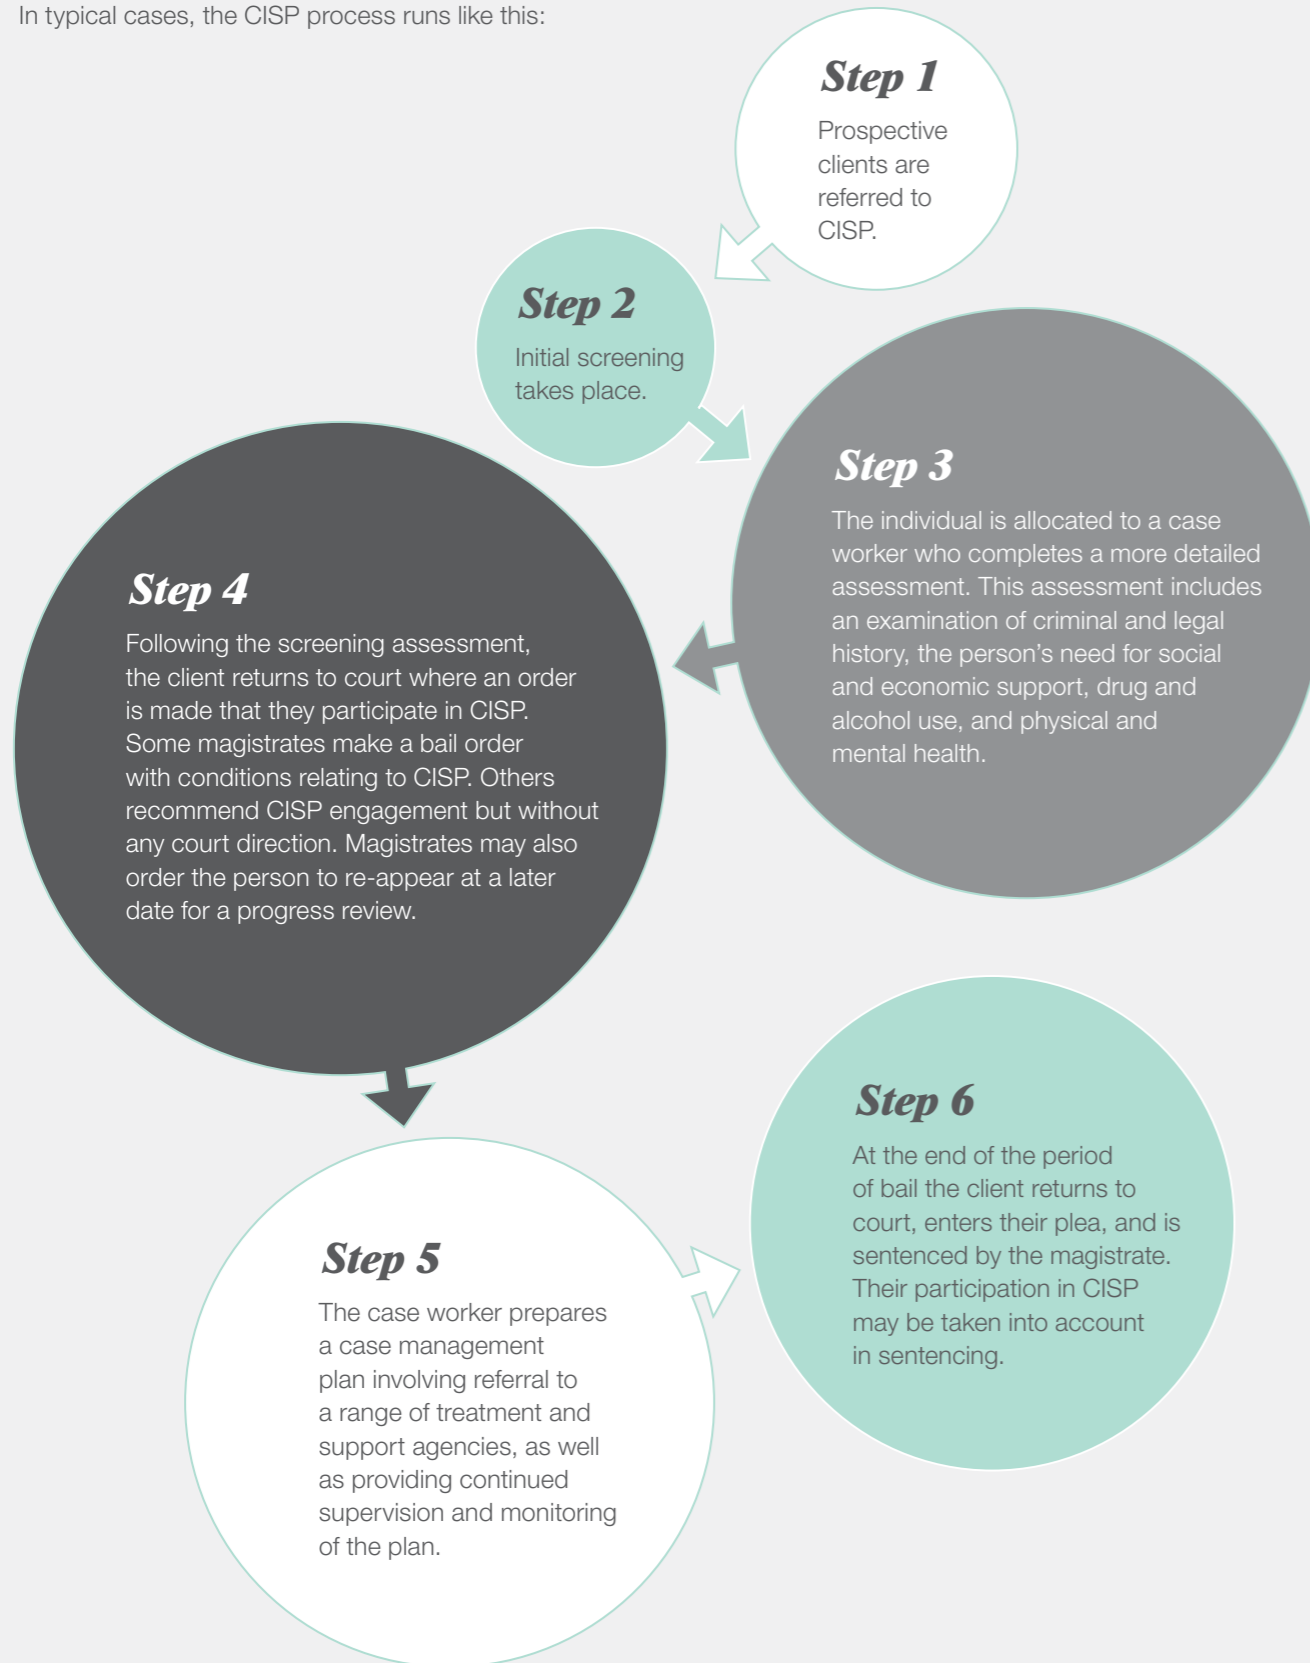 In typical cases, the CISP process runs like this:
Step 1
Prospective
clients are
referred to
CISP.
Step 2
Initial screening
takes place.
Step 3
The individual is allocated to a case
worker who completes a more detailed
assessment. This assessment includes
an examination of criminal and legal
history, the person's need for social
and economic support, drug and
alcohol use, and physical and
mental health.
Step 4
Following the screening assessment,
the client returns to court where an order
is made that they participate in CISP.
Some magistrates make a bail order
with conditions relating to CISP. Others
recommend CISP engagement but without
any court direction. Magistrates may also
order the person to re-appear at a later
date for a progress review.
Step 5
The case worker prepares
a case management
plan involving referral to
a range of treatment and
support agencies, as well
as providing continued
supervision and monitoring
of the plan.
Step 6
At the end of the period
of bail the client returns to
court, enters their plea, and is
sentenced by the magistrate.
Their participation in CISP
may be taken into account
in sentencing.